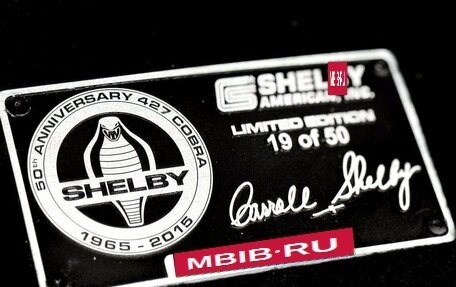 50th ANNIVERSARY 427 COBRA
SHELBY
1965 - 2015
SHELBY
AMERICAN, INC.
LIMITED EDITION
19 of 50
Carroll Shelby
MBIB·RU